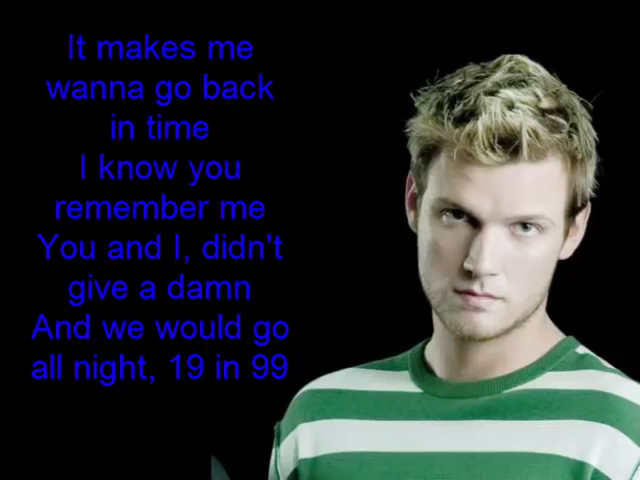 It makes me
wanna go back
in time
I know you
remember me
You and I, didn't
give a damn
And we would go
all night, 19 in 99